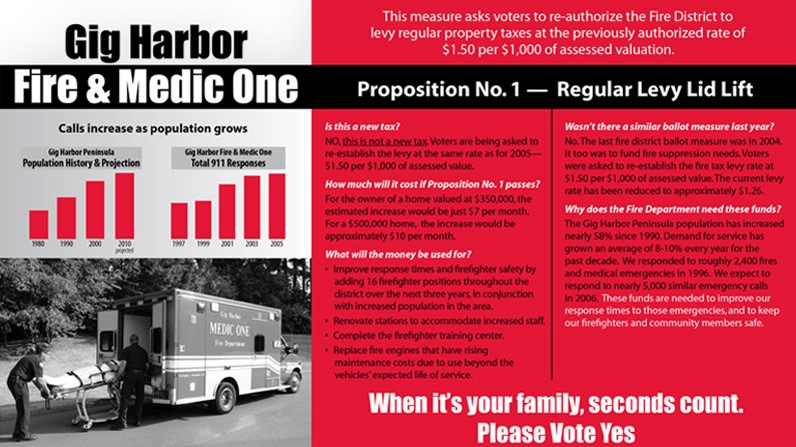 Gig Harbor
Fire & Medic One
This measure asks voters to re-authorize the Fire District to
levy regular property taxes at the previously authorized rate of
$1.50 per $1,000 of assessed valuation.
Proposition No. 1 — Regular Levy Lid Lift
Calls increase as population grows
Gig Harbor Peninsula
Population History & Projection
1980 1990 2000 2010
projected
Gig Harbor Fire & Medic One
Total 911 Responses
1997 1999 2001 2003 2005
Gig Harbor
MEDIC ONE
Fire Department
Is this a new tax?
NO, this is not a new tax. Voters are being asked to
re-establish the levy at the same rate as for 2005—
$1.50 per $1,000 of assessed value.
How much will it cost if Proposition No. 1 passes?
For the owner of a home valued at $350,000, the
estimated increase would be just $7 per month.
For a $500,000 home, the increase would be
approximately $10 per month.
What will the money be used for?
• Improve response times and firefighter safety by
adding 16 firefighter positions throughout the
district over the next three years, in conjunction
with increased population in the area.
• Renovate stations to accommodate increased staff.
• Complete the firefighter training center.
• Replace fire engines that have rising
maintenance costs due to use beyond the
vehicles' expected life of service.
Wasn't there a similar ballot measure last year?
No. The last fire district ballot measure was in 2004.
It too was to fund fire suppression needs. Voters
were asked to re-establish the fire tax levy rate at
$1.50 per $1,000 of assessed value. The current levy
rate has been reduced to approximately $1.26.
Why does the Fire Department need these funds?
The Gig Harbor Peninsula population has increased
nearly 58% since 1990. Demand for service has
grown an average of 8-10% every year for the
past decade. We responded to roughly 2,400 fires
and medical emergencies in 1996. We expect to
respond to nearly 5,000 similar emergency calls
in 2006. These funds are needed to improve our
response times to those emergencies, and to keep
our firefighters and community members safe.
When it's your family, seconds count.
Please Vote Yes